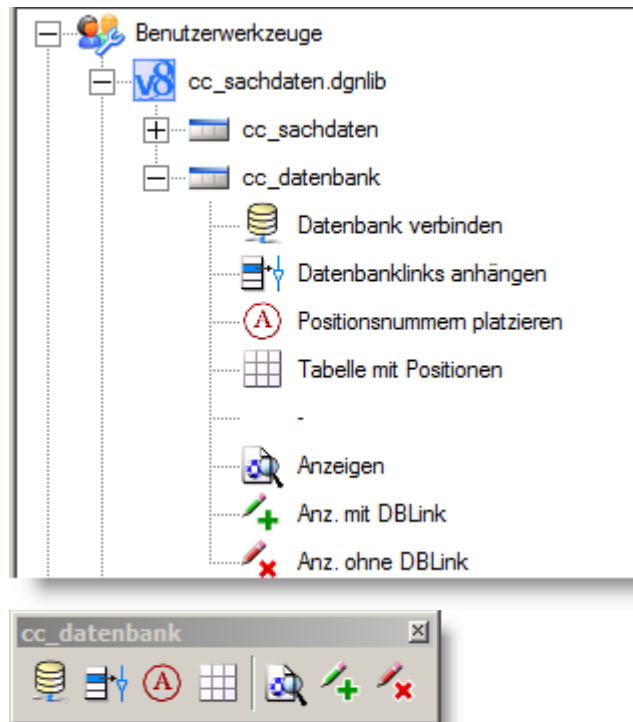 Benutzerwerkzeuge
V8 cc_sachdaten.dgnlib
cc_sachdaten
cc_datenbank
Datenbank verbinden
Datenbanklinks anhängen
A Positionsnummern platzieren
Tabelle mit Positionen
-
Anzeigen
Anz. mit DBLink
Anz. ohne DBLink
cc_datenbank
A